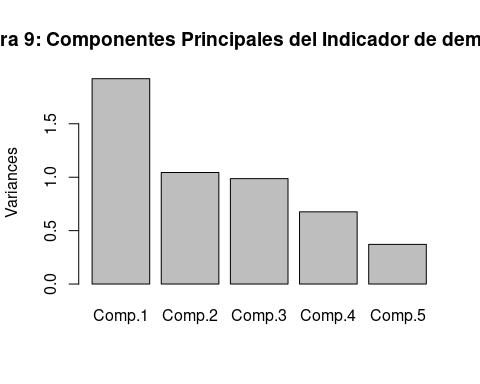 ra 9: Componentes Principales del Indicador de dem
Variances
1.5
1.0
0.5
0.0
Comp.1 Comp.2 Comp.3 Comp.4 Comp.5